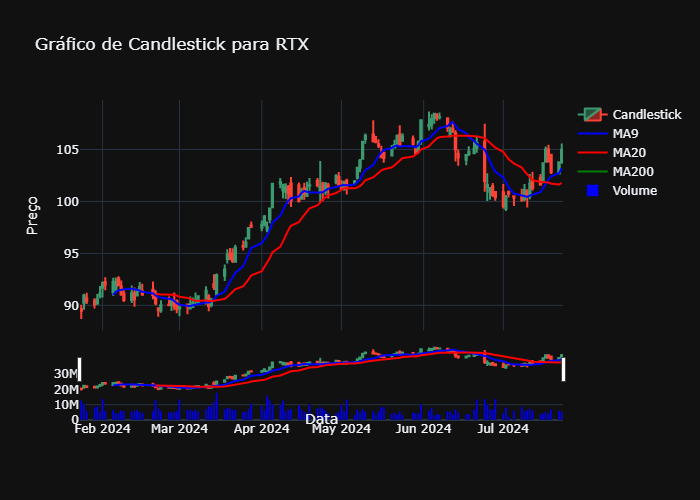 Gráfico de Candlestick para RTX
Candlestick
MA9
MA20
MA200
Volume
105
100
95
90
Preço
30M
20M
10M
0
Data
Feb 2024
Mar 2024
Apr 2024
May 2024
Jun 2024
Jul 2024